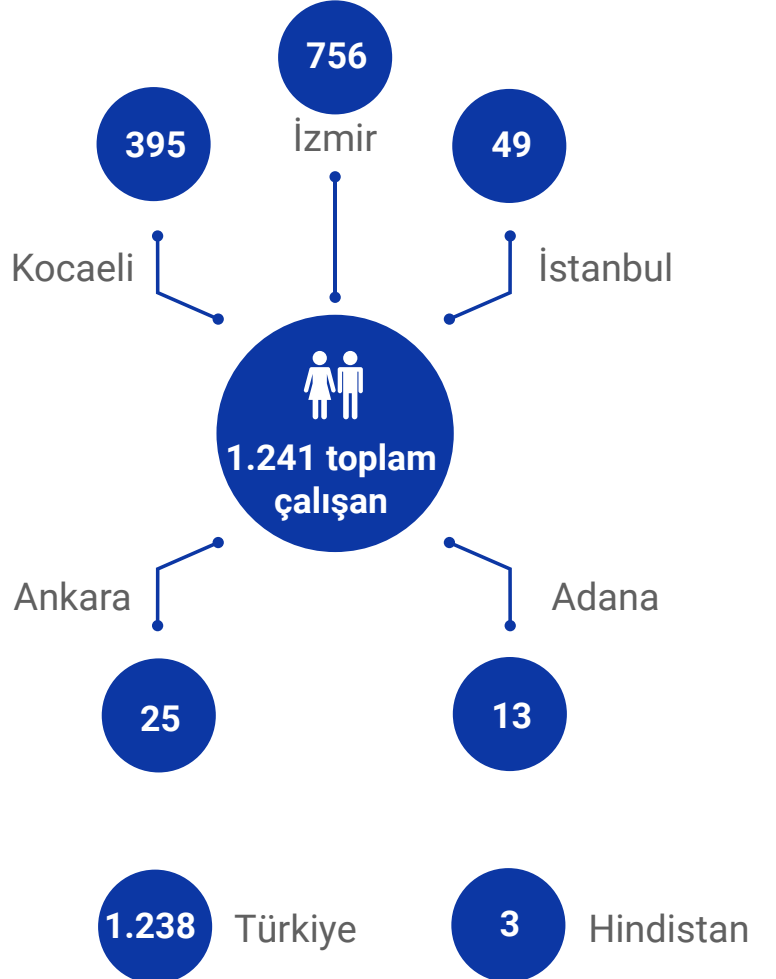 756
İzmir
395
49
Kocaeli
İstanbul
1.241 toplam
çalışan
Ankara
Adana
25
13
1.238 Türkiye
3 Hindistan